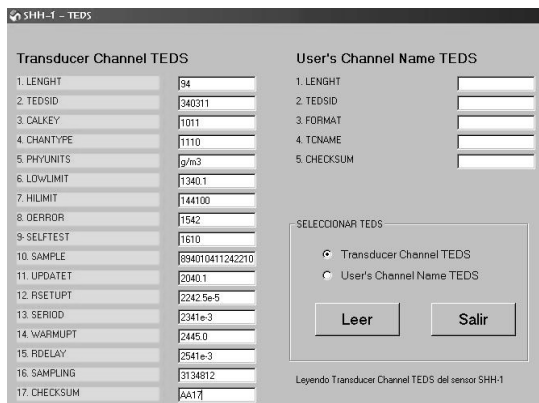 SHH-1 - TEDS
Transducer Channel TEDS
1. LENGHT 94
2. TEDSID 340311
3. CALKEY 1011
4. CHANTYPE 1110
5. PHYUNITS g/m3
6. LOWLIMIT 1340.1
7. HILIMIT 144100
8. OERROR 1542
9- SELFTEST 1610
10. SAMPLE 894010411242210
11. UPDATET 2040.1
12. RSETUPT 2242.5e-5
13. SERIOD 2341e-3
14. WARMUPT 2445.0
15. RDELAY 2541e-3
16. SAMPLING 3134812
17. CHECKSUM AA17
User's Channel Name TEDS
1. LENGHT
2. TEDSID
3. FORMAT
4. TCNAME
5. CHECKSUM
SELECCIONAR TEDS
Transducer Channel TEDS
User's Channel Name TEDS
Leer Salir
Leyendo Transducer Channel TEDS del sensor SHH-1